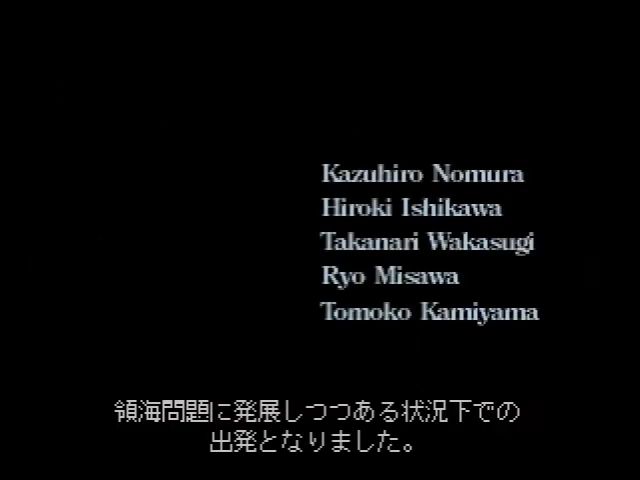 Kazuhiro Nomura
Hiroki Ishikawa
Takanari Wakasugi
Ryo Misawa
Tomoko Kamiyama
領海問題に発展しつつある状況下での
出発となりました。